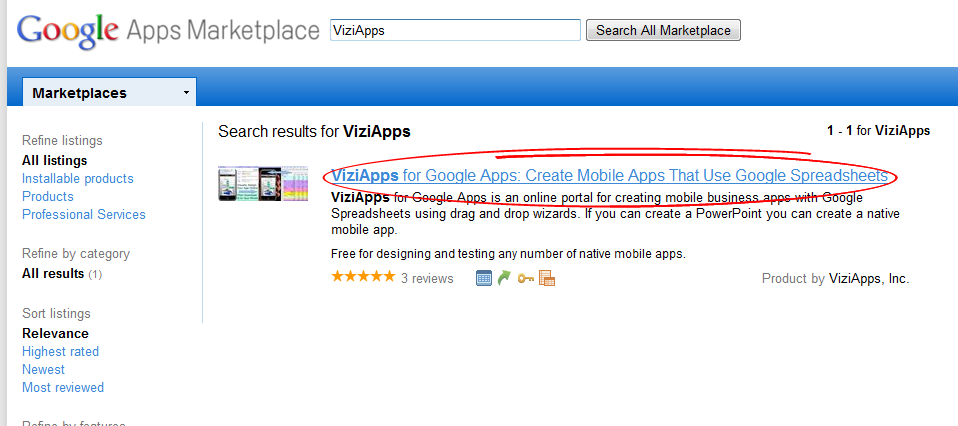 Google Apps Marketplace
ViziApps
Search All Marketplace
Marketplaces
Refine listings
All listings
Installable products
Products
Professional Services
Refine by category
All results (1)
Sort listings
Relevance
Highest rated
Newest
Most reviewed
Refine by features
Search results for ViziApps
1 - 1 for ViziApps
ViziApps for Google Apps: Create Mobile Apps That Use Google Spreadsheets
ViziApps for Google Apps is an online portal for creating mobile business apps with Google
Spreadsheets using drag and drop wizards. If you can create a PowerPoint you can create a native
mobile app.
Free for designing and testing any number of native mobile apps.
3 reviews
Product by ViziApps, Inc.